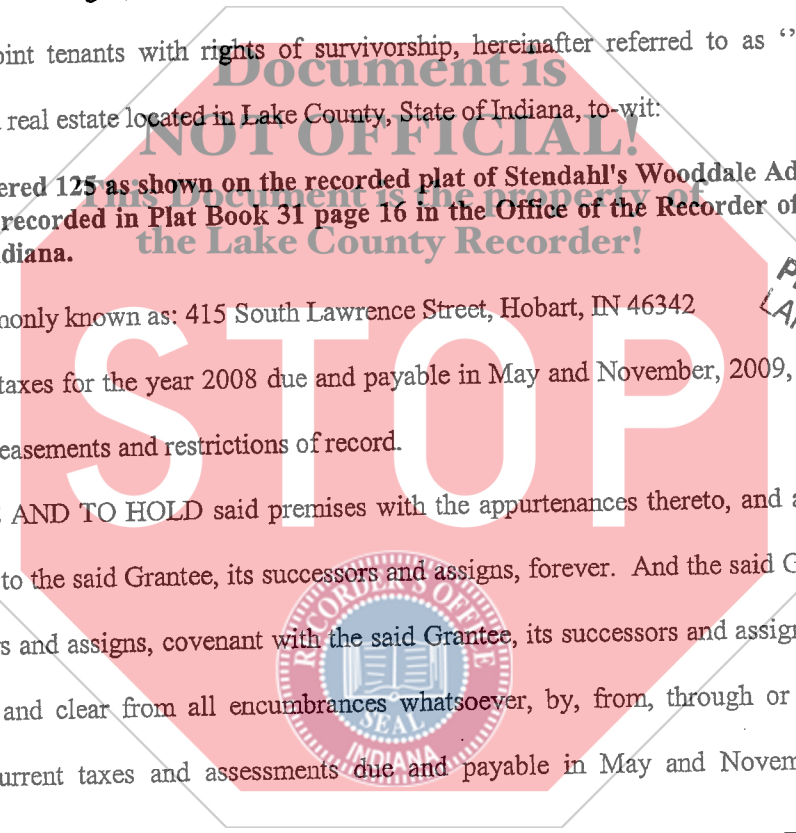 oint tenants with rights of survivorship, hereinafter referred to as “
Document is
real estate located in Lake County, State of Indiana, to-wit:
NOT OFFICIAL!
ered 125 as shown on the recorded plat of Stendahl's Wooddale Ad
This Document is the property of
recorded in Plat Book 31 page 16 in the Office of the Recorder of
the Lake County Recorder!
diana.
monly known as: 415 South Lawrence Street, Hobart, IN 46342
STOP
taxes for the year 2008 due and payable in May and November, 2009,
easements and restrictions of record.
AND TO HOLD said premises with the appurtenances thereto, and a
to the said Grantee, its successors and assigns, forever. And the said G
rs and assigns, covenant with the said Grantee, its successors and assign
RECORDER'S OFFICE
and clear from all encumbrances whatsoever, by, from, through or
SEAL
INDIANA
urrent taxes and assessments due and payable in May and Novem